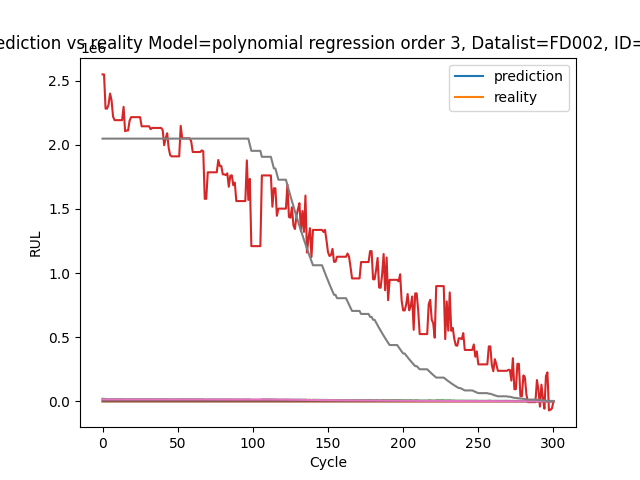 ediction vs reality Model=polynomial regression order 3, Datalist=FD002, ID=
1e6
prediction
reality
2.5
2.0
1.5
1.0
0.5
0.0
RUL
0 50 100 150 200 250 300
Cycle